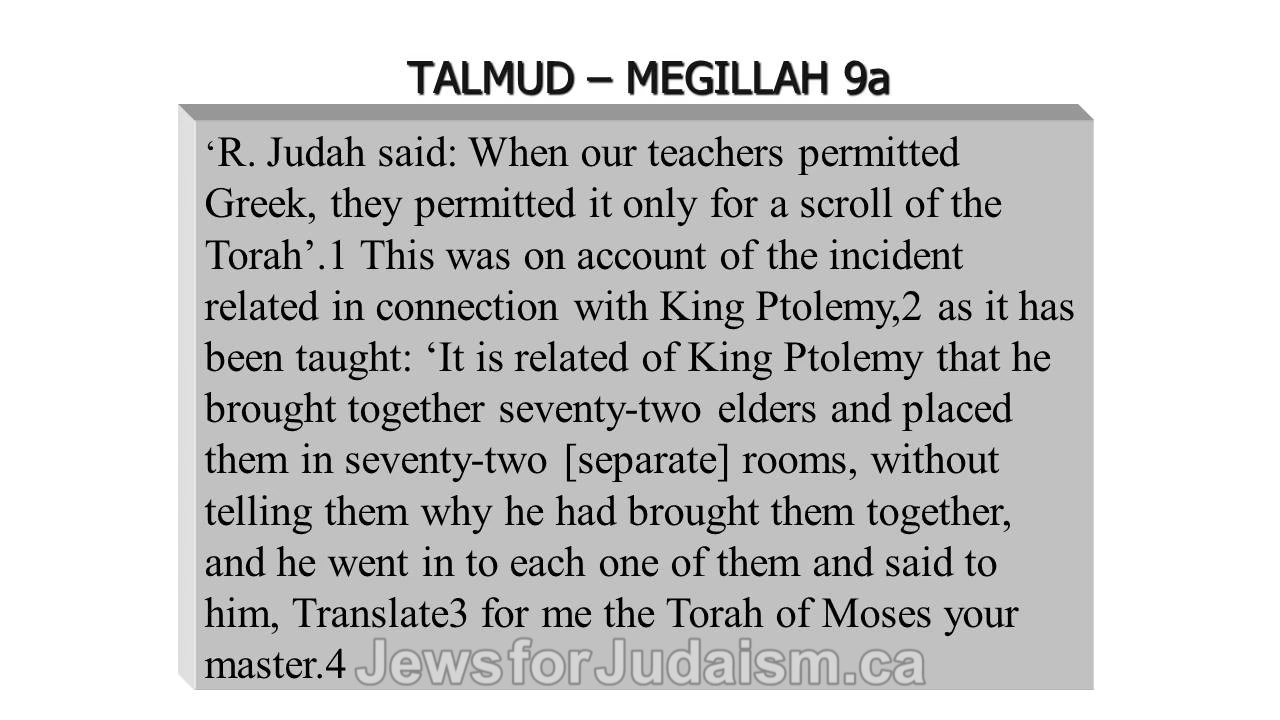 TALMUD – MEGILLAH 9a
‘R. Judah said: When our teachers permitted
Greek, they permitted it only for a scroll of the
Torah’.1 This was on account of the incident
related in connection with King Ptolemy,2 as it has
been taught: ‘It is related of King Ptolemy that he
brought together seventy-two elders and placed
them in seventy-two [separate] rooms, without
telling them why he had brought them together,
and he went in to each one of them and said to
him, Translate3 for me the Torah of Moses your
master.4
JewsforJudaism.ca